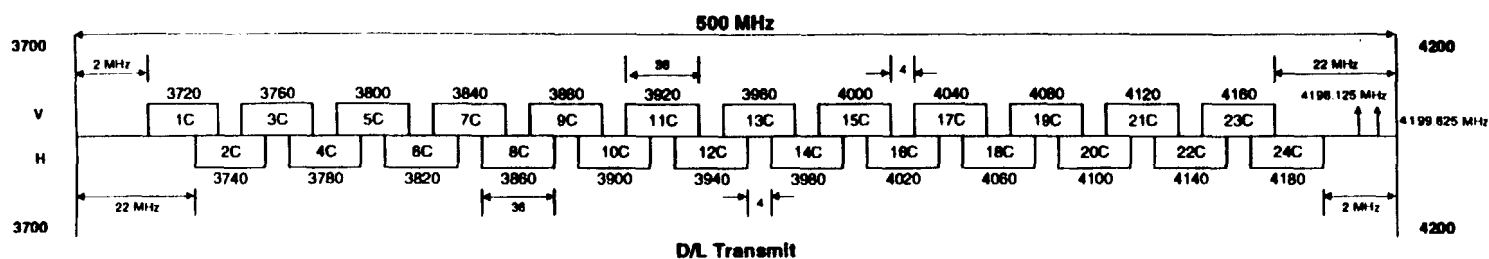 500 MHz
3700
4200
2 MHz
36
4
22 MHz
3720 3760 3800 3840 3880 3920 3960 4000 4040 4080 4120 4160
4198.125 MHz
V
1C 3C 5C 7C 9C 11C 13C 15C 17C 19C 21C 23C
4199.625 MHz
H
2C 4C 6C 8C 10C 12C 14C 16C 18C 20C 22C 24C
3740 3780 3820 3860 3900 3940 3980 4020 4060 4100 4140 4180
22 MHz
36
4
2 MHz
3700
4200
D/L Transmit